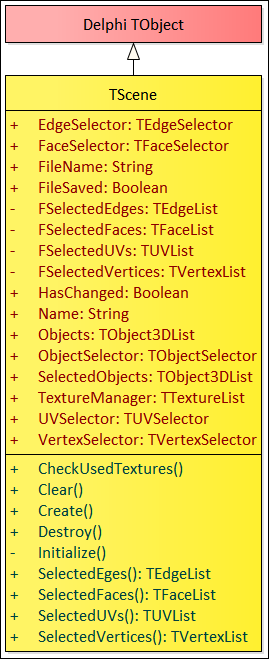 Delphi TObject
TScene
+ EdgeSelector: TEdgeSelector
+ FaceSelector: TFaceSelector
+ FileName: String
+ FileSaved: Boolean
- FSelectedEdges: TEdgeList
- FSelectedFaces: TFaceList
- FSelectedUVs: TUVList
- FSelectedVertices: TVertexList
+ HasChanged: Boolean
+ Name: String
+ Objects: TObject3DList
+ ObjectSelector: TObjectSelector
+ SelectedObjects: TObject3DList
+ TextureManager: TTextureList
+ UVSelector: TUVSelector
+ VertexSelector: TVertexSelector
+ CheckUsedTextures()
+ Clear()
+ Create()
+ Destroy()
- Initialize()
+ SelectedEges(): TEdgeList
+ SelectedFaces(): TFaceList
+ SelectedUVs(): TUVList
+ SelectedVertices(): TVertexList